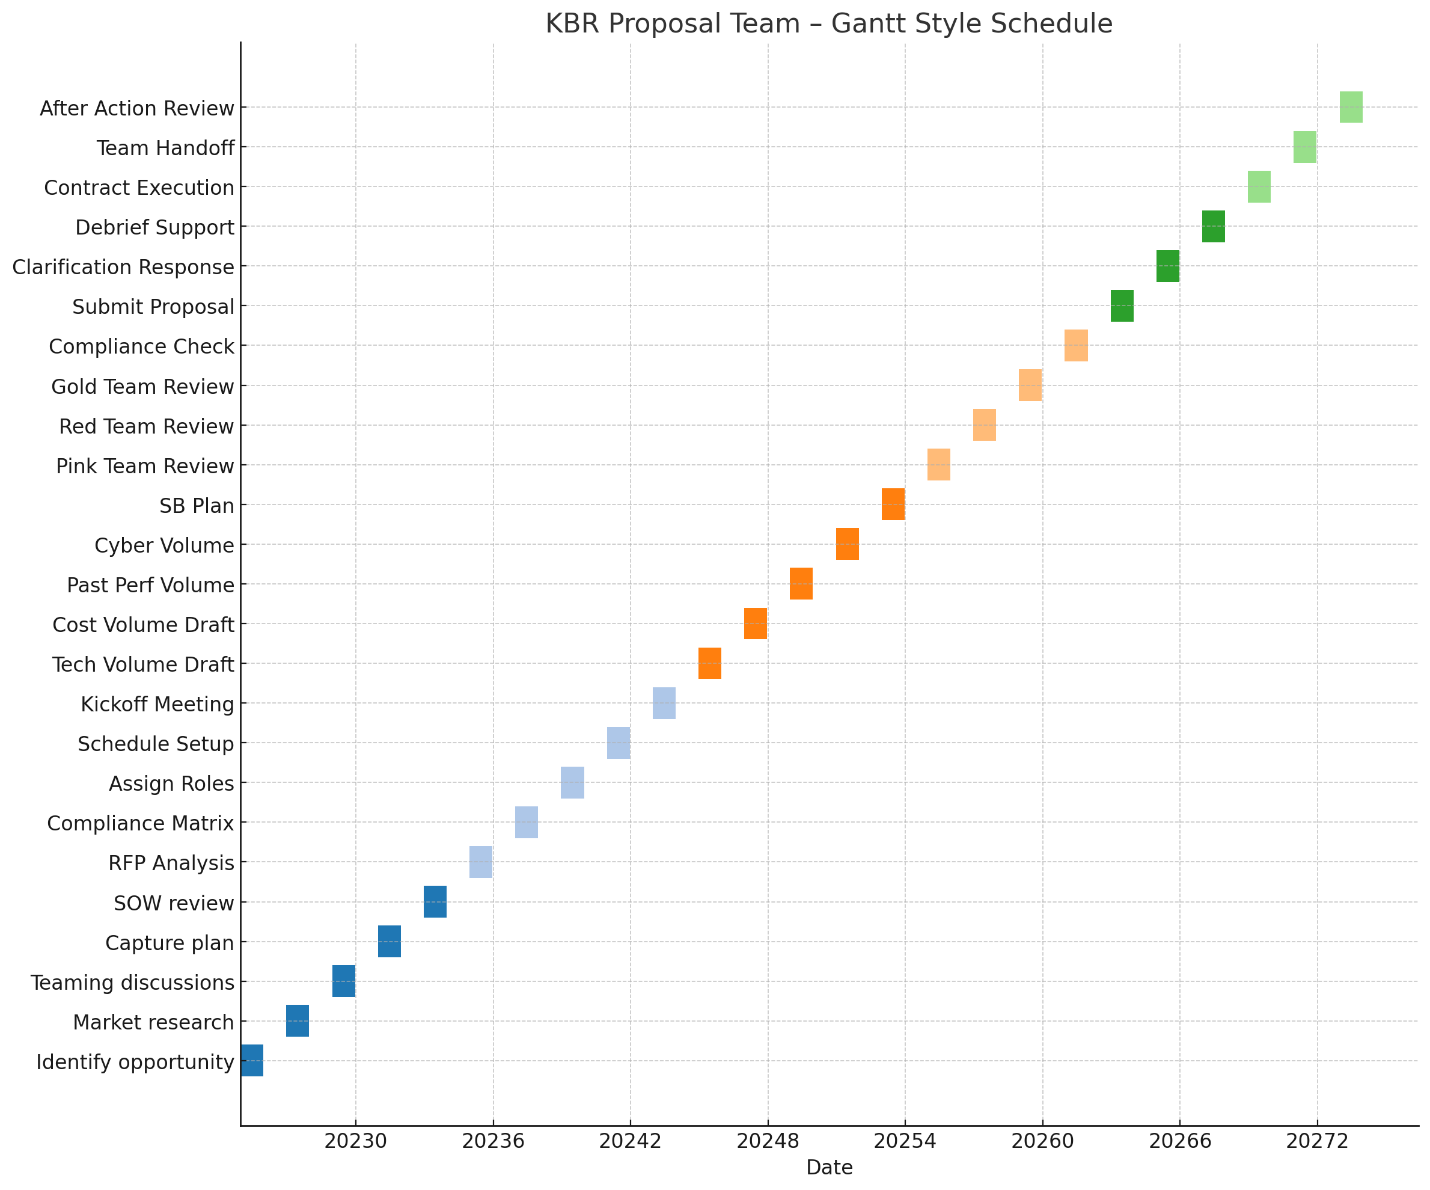 KBR Proposal Team – Gantt Style Schedule
After Action Review
Team Handoff
Contract Execution
Debrief Support
Clarification Response
Submit Proposal
Compliance Check
Gold Team Review
Red Team Review
Pink Team Review
SB Plan
Cyber Volume
Past Perf Volume
Cost Volume Draft
Tech Volume Draft
Kickoff Meeting
Schedule Setup
Assign Roles
Compliance Matrix
RFP Analysis
SOW review
Capture plan
Teaming discussions
Market research
Identify opportunity
20230 20236 20242 20248 20254 20260 20266 20272
Date